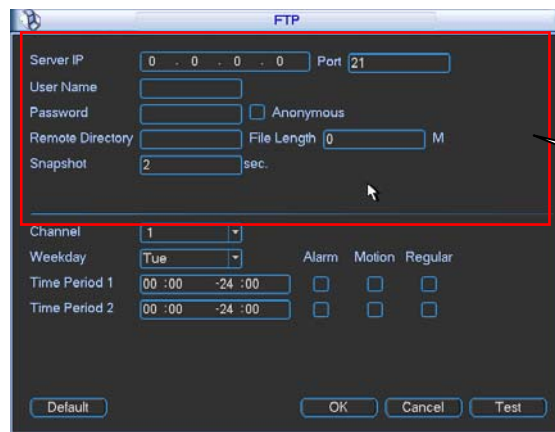 FTP
Server IP 0 . 0 . 0 . 0 Port 21
User Name
Password Anonymous
Remote Directory File Length 0 M
Snapshot 2 sec.
Channel 1
Weekday Tue Alarm Motion Regular
Time Period 1 00 :00 -24 :00
Time Period 2 00 :00 -24 :00
Default OK Cancel Test